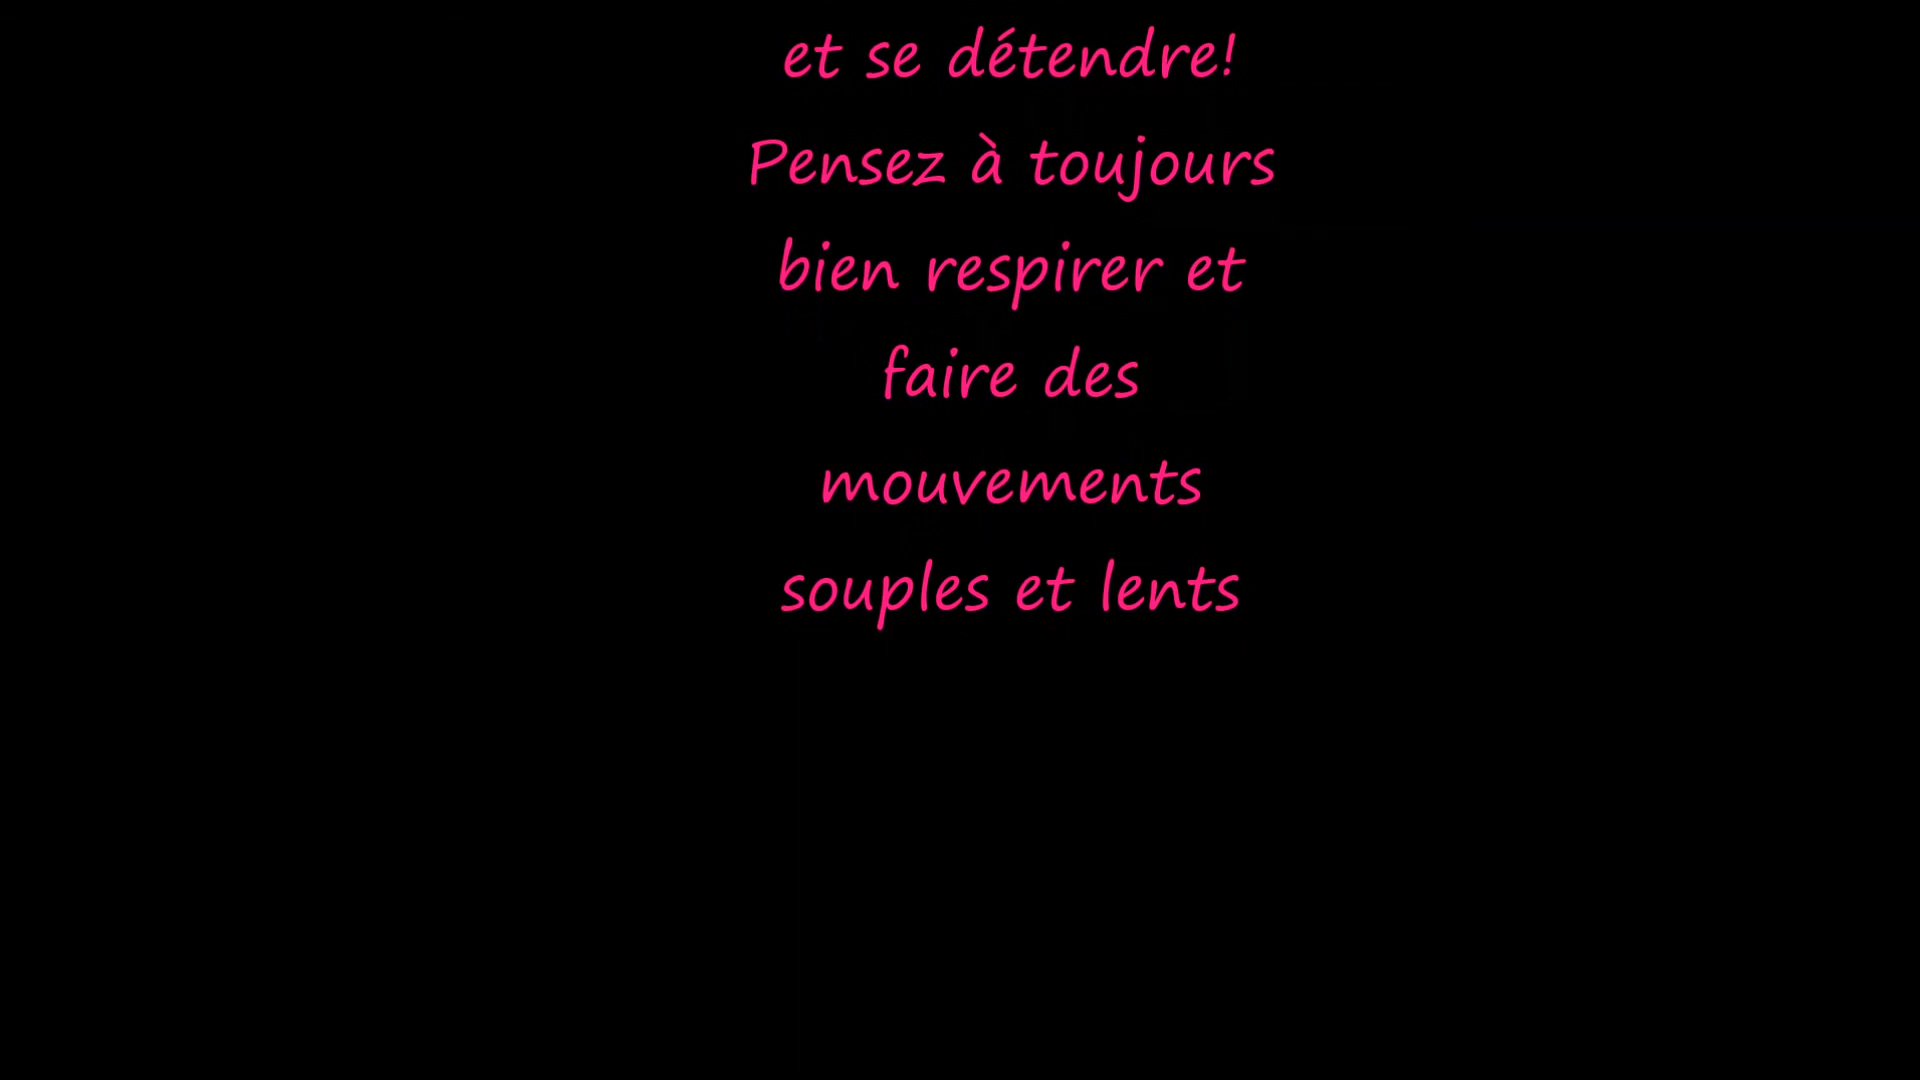 et se détendre!
Pensez à toujours
bien respirer et
faire des
mouvements
souples et lents